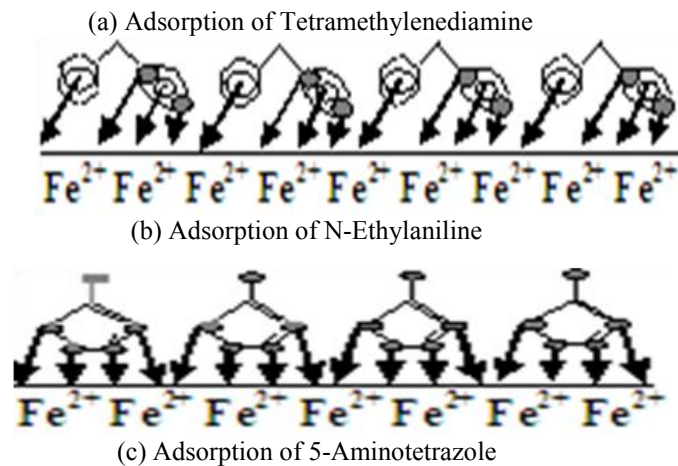 (a) Adsorption of Tetramethylenediamine
Fe²⁺ Fe²⁺ Fe²⁺ Fe²⁺ Fe²⁺ Fe²⁺ Fe²⁺ Fe²⁺ Fe²⁺
(b) Adsorption of N-Ethylaniline
Fe²⁺ Fe²⁺ Fe²⁺ Fe²⁺ Fe²⁺ Fe²⁺ Fe²⁺ Fe²⁺
(c) Adsorption of 5-Aminotetrazole